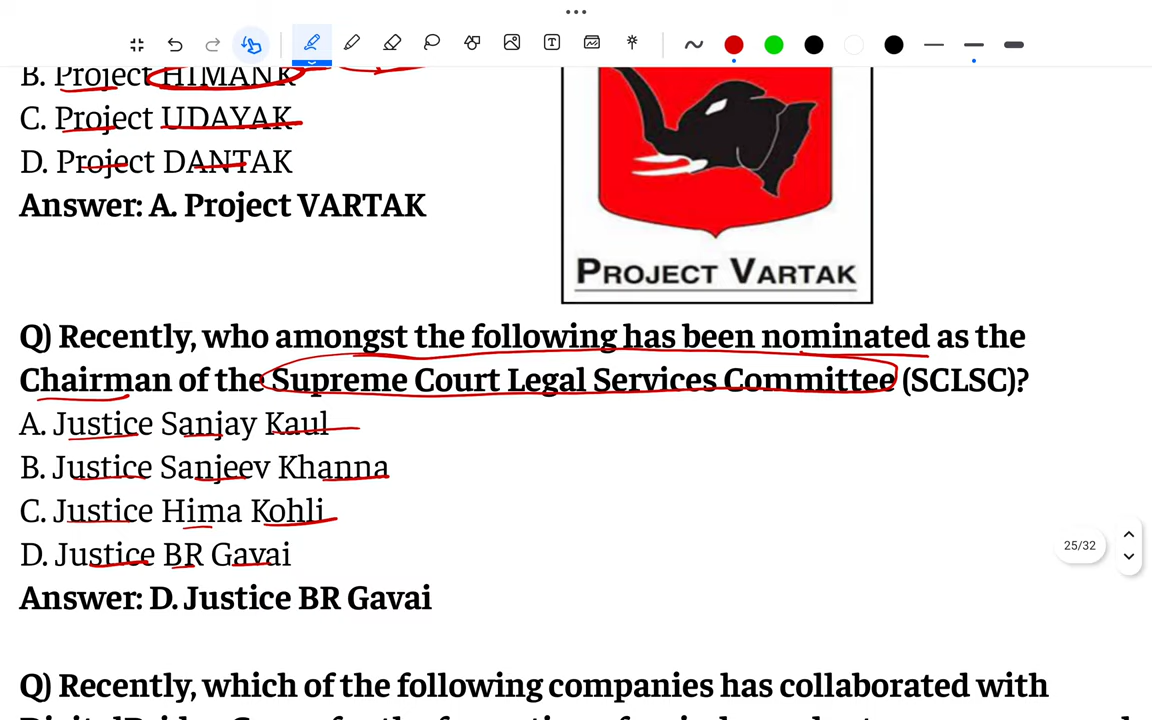 B. Project HIMANK
C. Project UDAYAK
D. Project DANTAK
Answer: A. Project VARTAK
PROJECT VARTAK
Q) Recently, who amongst the following has been nominated as the
Chairman of the Supreme Court Legal Services Committee (SCLSC)?
A. Justice Sanjay Kaul
B. Justice Sanjeev Khanna
C. Justice Hima Kohli
D. Justice BR Gavai
25/32
Answer: D. Justice BR Gavai
Q) Recently, which of the following companies has collaborated with